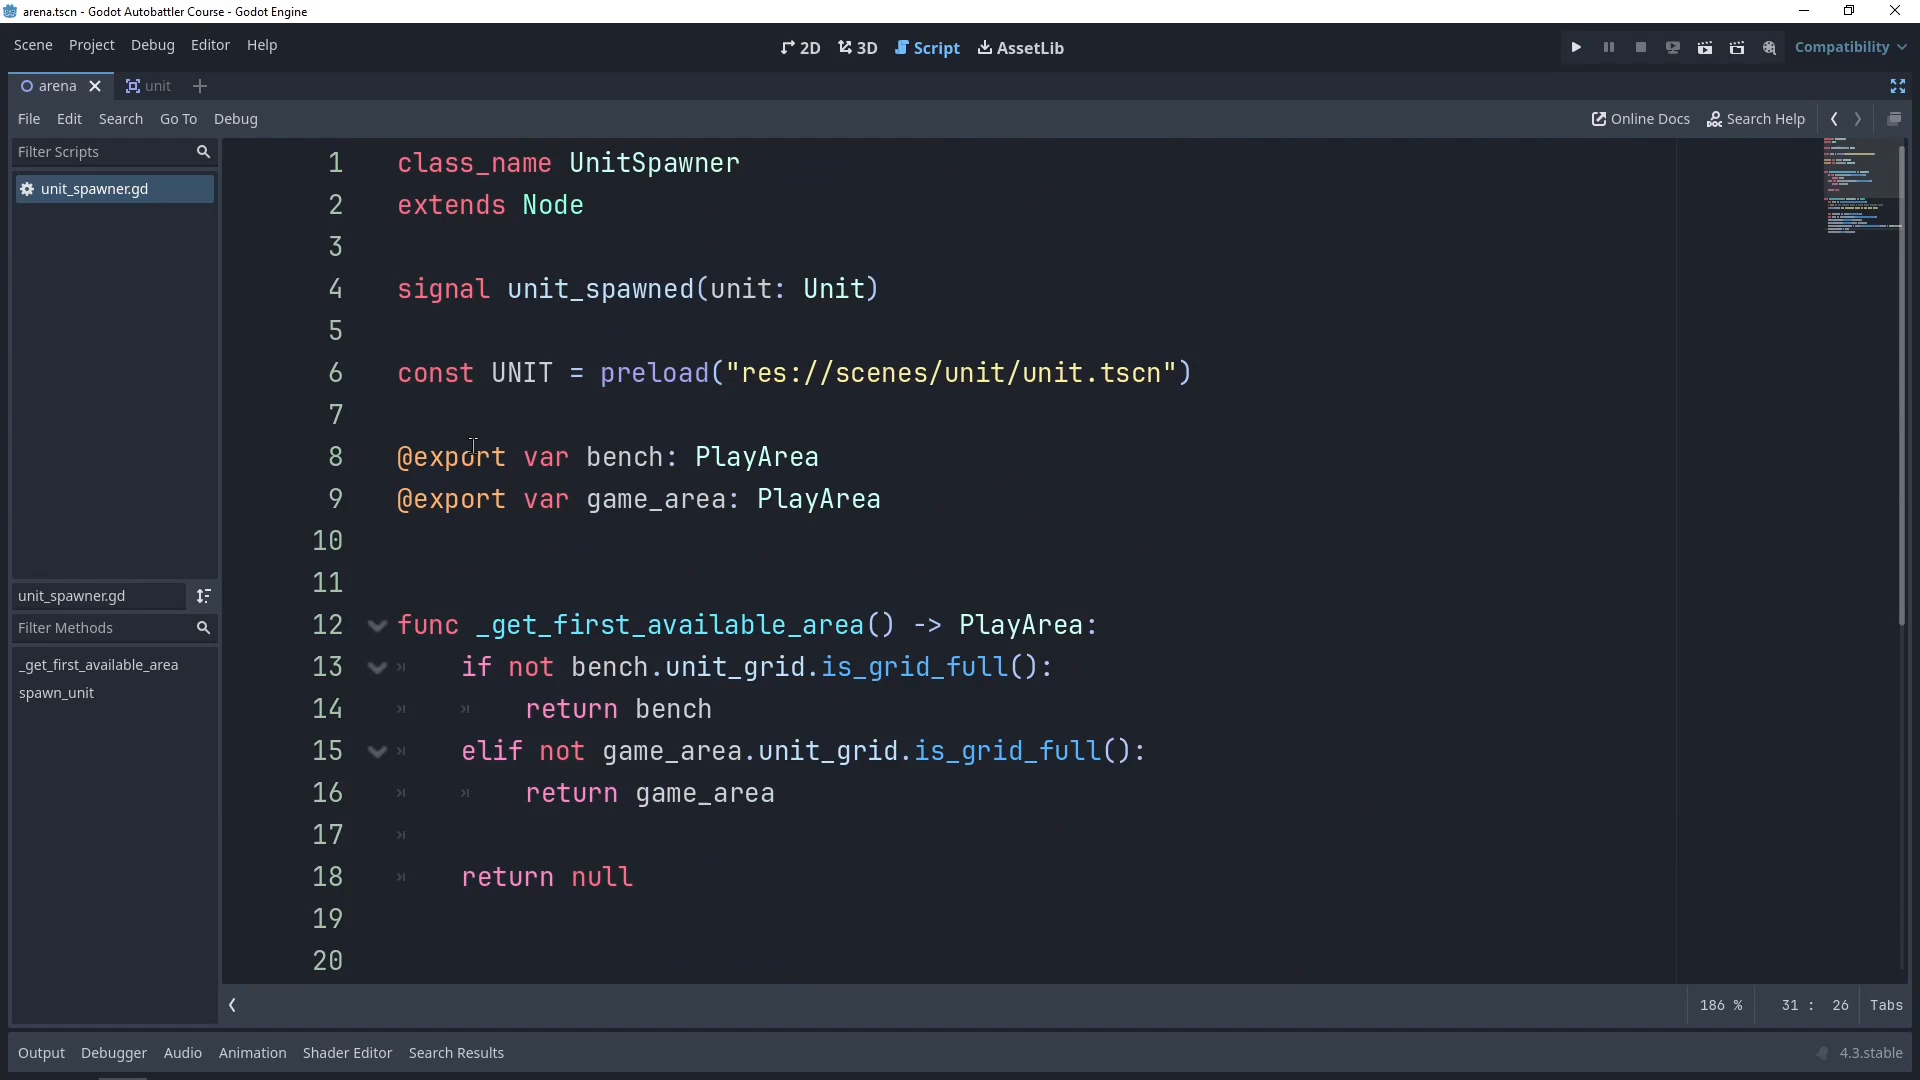 arena.tscn - Godot Autobattler Course - Godot Engine
Scene Project Debug Editor Help
2D 3D Script AssetLib
Compatibility
arena unit
File Edit Search Go To Debug
Online Docs Search Help
Filter Scripts
unit_spawner.gd
unit_spawner.gd
Filter Methods
_get_first_available_area
spawn_unit
1 class_name UnitSpawner
2 extends Node
3
4 signal unit_spawned(unit: Unit)
5
6 const UNIT = preload("res://scenes/unit/unit.tscn")
7
8 @export var bench: PlayArea
9 @export var game_area: PlayArea
10
11
12 func _get_first_available_area() -> PlayArea:
13 if not bench.unit_grid.is_grid_full():
14 return bench
15 elif not game_area.unit_grid.is_grid_full():
16 return game_area
17
18 return null
19
20
186 % 31 : 26 Tabs
Output Debugger Audio Animation Shader Editor Search Results
4.3.stable